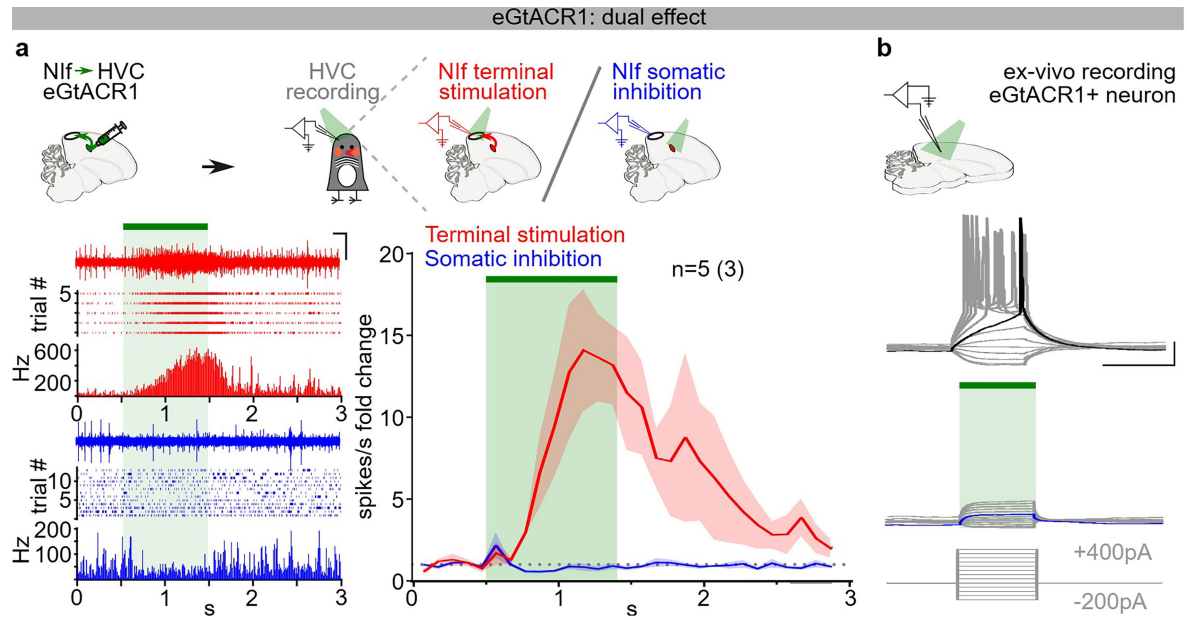 eGtACR1: dual effect
a
NIf → HVC
eGtACR1
HVC
recording
NIf terminal
stimulation
NIf somatic
inhibition
b
ex-vivo recording
eGtACR1+ neuron
trial #
5
1
Hz
600
200
0 1 2 3
trial #
10
5
1
Hz
200
100
0 1 2 3
s
Terminal stimulation
Somatic inhibition
n=5 (3)
spikes/s fold change
20
15
10
5
0
0 1 2 3
s
+400pA
-200pA